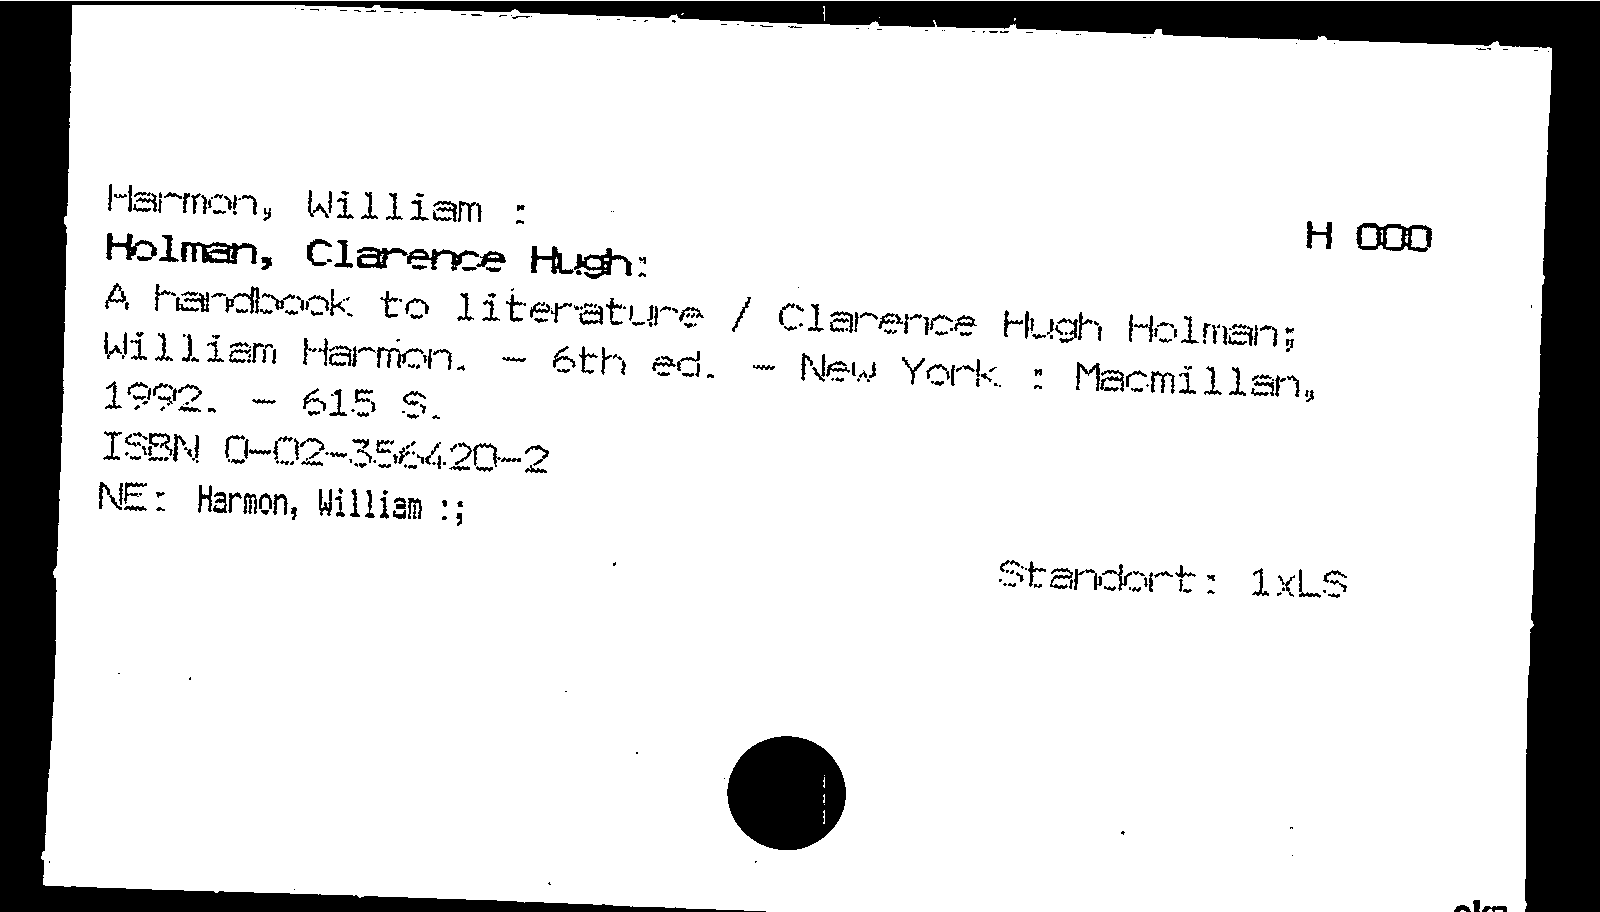 Harmon, William :
H 000
Holman, Clarence Hugh:
A handbook to literature / Clarence Hugh Holman;
William Harmon. - 6th ed. - New York : Macmillan,
1992. - 615 S.
ISBN 0-02-356420-2
NE: Harmon, William :;
Standort: 1xLS